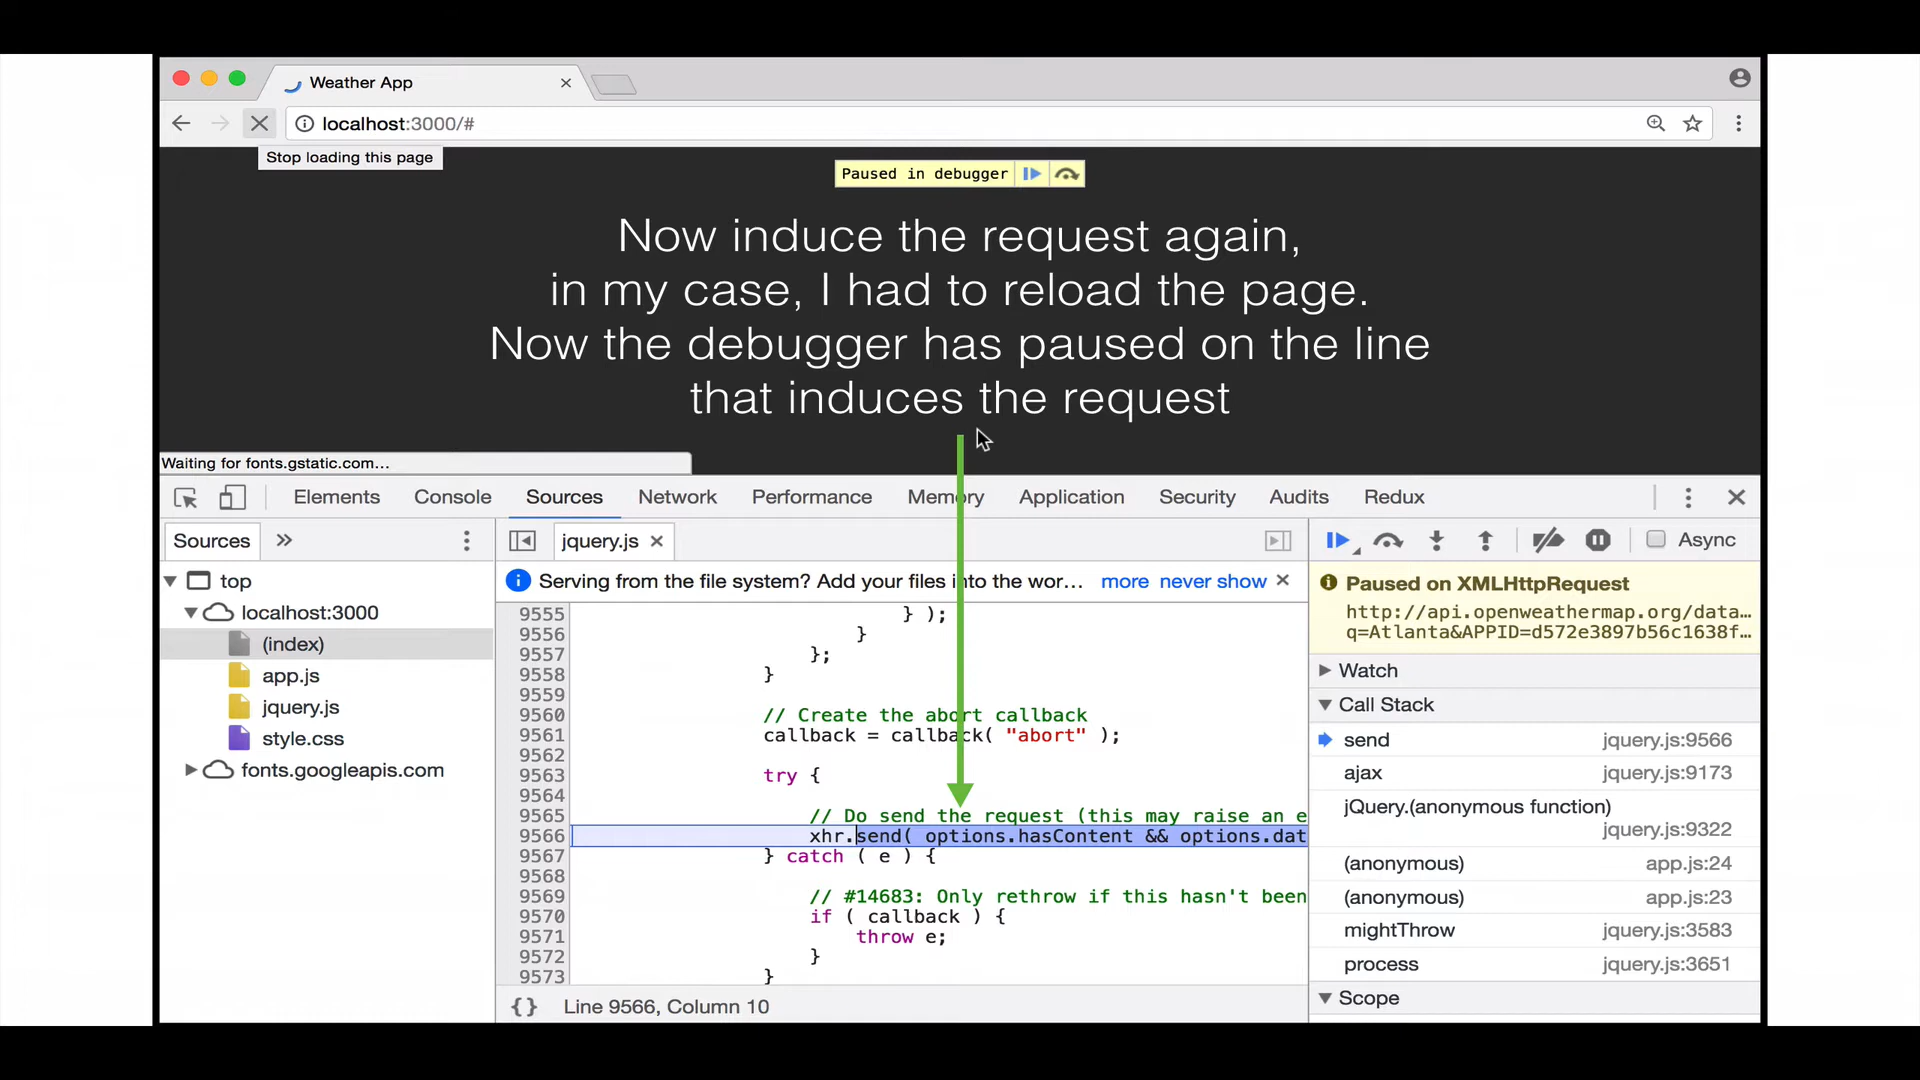 Weather App
localhost:3000/#
Stop loading this page
Paused in debugger
Now induce the request again,
in my case, I had to reload the page.
Now the debugger has paused on the line
that induces the request
Waiting for fonts.gstatic.com…
Elements Console Sources Network Performance Memory Application Security Audits Redux
Sources
jquery.js
Async
Serving from the file system? Add your files into the wor… more never show
top
localhost:3000
(index)
app.js
jquery.js
style.css
fonts.googleapis.com
9555 } );
9556 }
9557 };
9558 }
9559
9560 // Create the abort callback
9561 callback = callback( "abort" );
9562
9563 try {
9564
9565 // Do send the request (this may raise an e
9566 xhr.send( options.hasContent && options.dat
9567 } catch ( e ) {
9568
9569 // #14683: Only rethrow if this hasn't been
9570 if ( callback ) {
9571 throw e;
9572 }
9573 }
{} Line 9566, Column 10
Paused on XMLHttpRequest
http://api.openweathermap.org/data…
q=Atlanta&APPID=d572e3897b56c1638f…
Watch
Call Stack
send jquery.js:9566
ajax jquery.js:9173
jQuery.(anonymous function)
jquery.js:9322
(anonymous) app.js:24
(anonymous) app.js:23
mightThrow jquery.js:3583
process jquery.js:3651
Scope